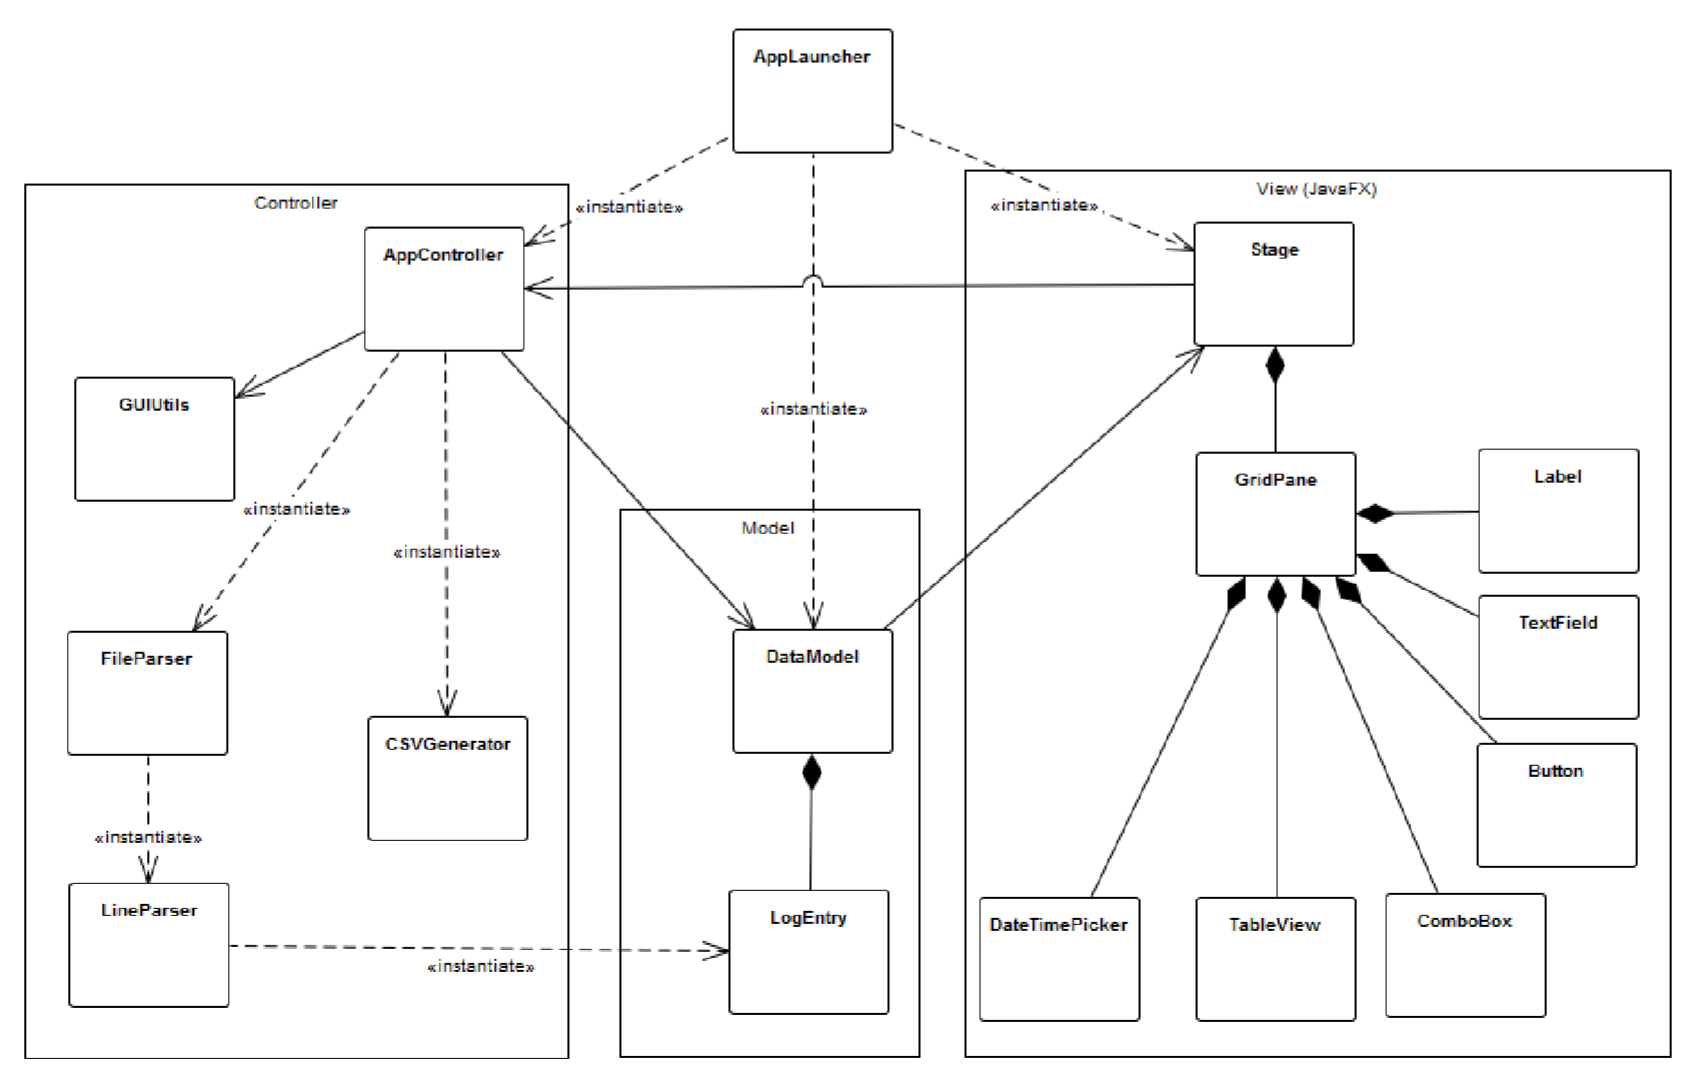 AppLauncher
Controller
View (JavaFX)
«instantiate»
«instantiate»
AppController
Stage
GUIUtils
«instantiate»
GridPane
Label
«instantiate»
Model
«instantiate»
TextField
FileParser
DataModel
CSVGenerator
Button
«instantiate»
LineParser
LogEntry
DateTimePicker
TableView
ComboBox
«instantiate»